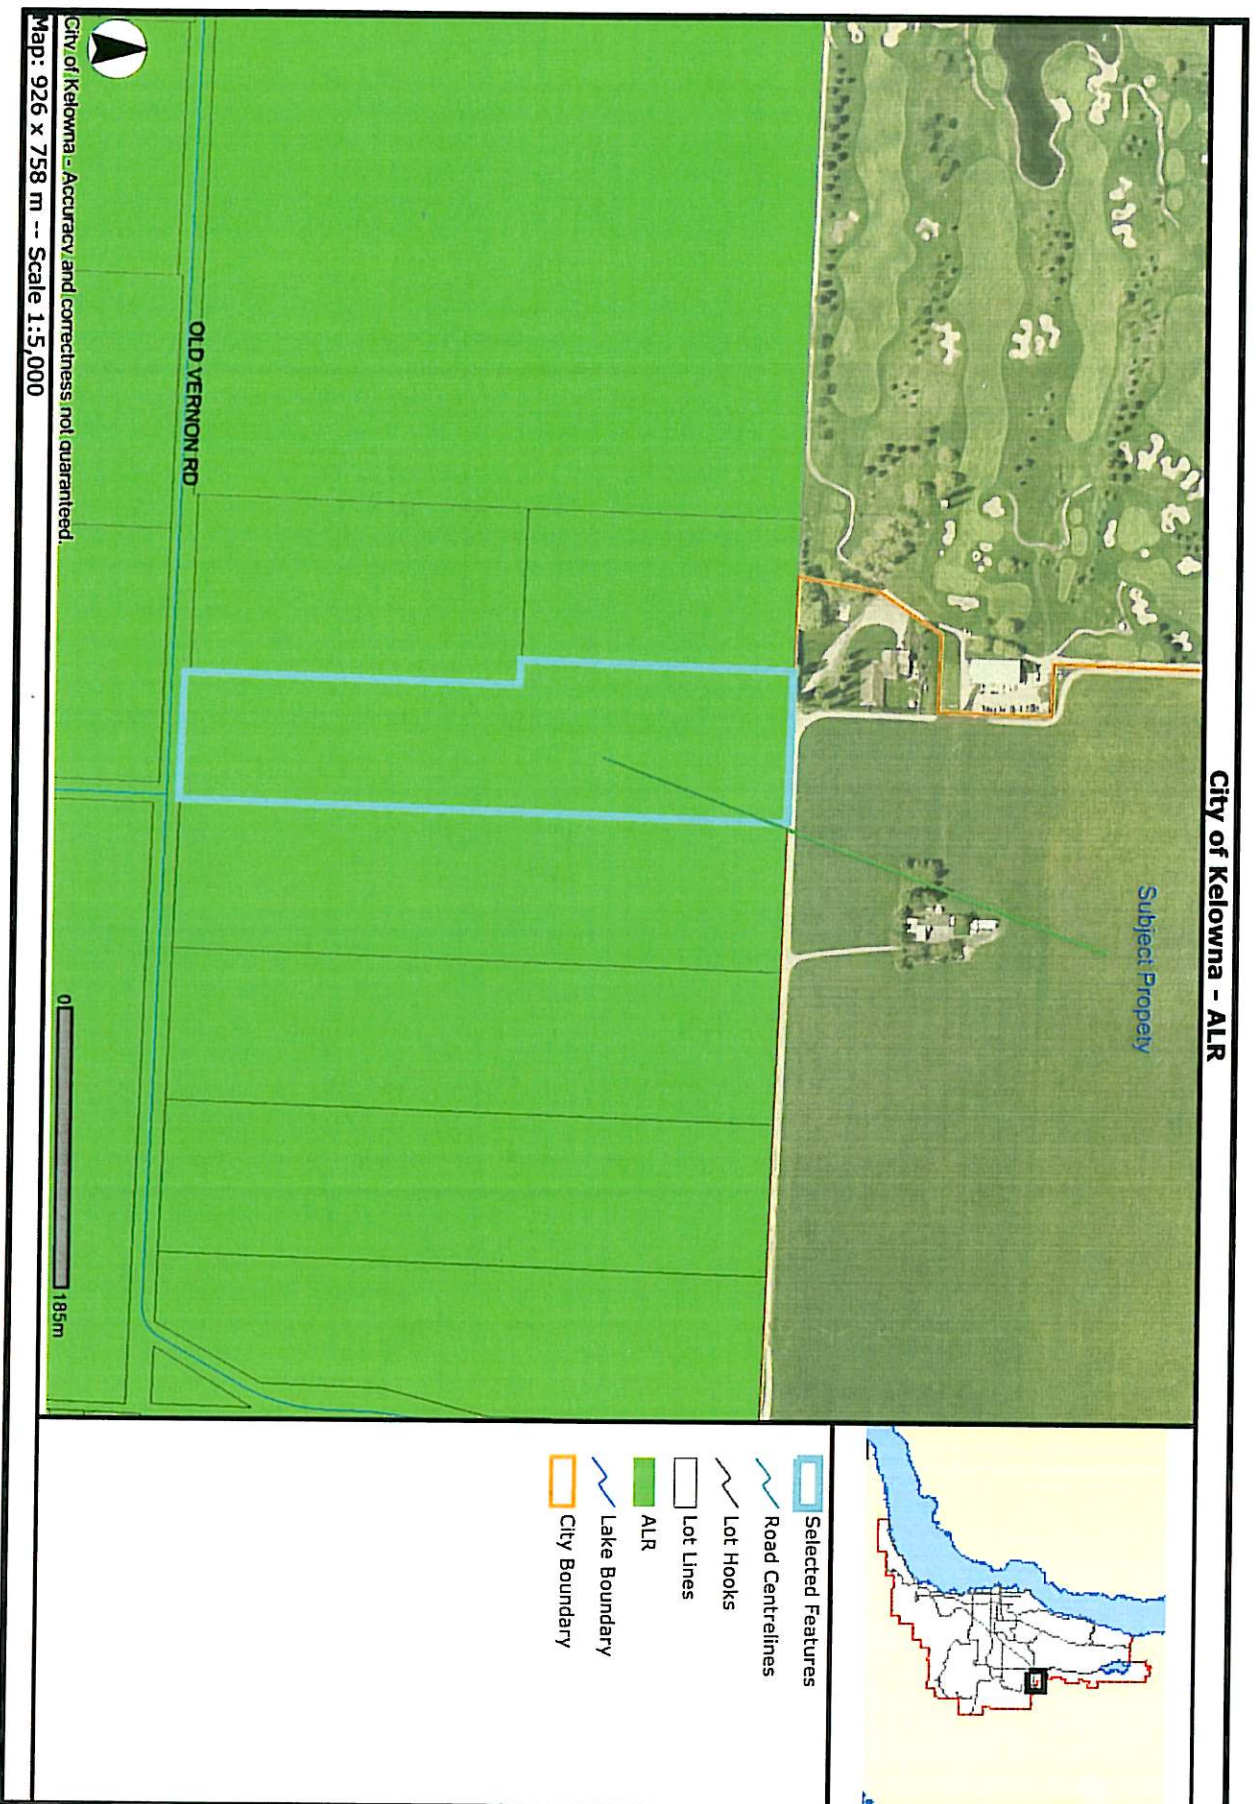 City of Kelowna - ALR
Subject Propety
OLD VERNON RD
0
185m
Selected Features
Road Centrelines
Lot Hooks
Lot Lines
ALR
Lake Boundary
City Boundary
City of Kelowna - Accuracy and correctness not guaranteed.
Map: 926 x 758 m -- Scale 1:5,000